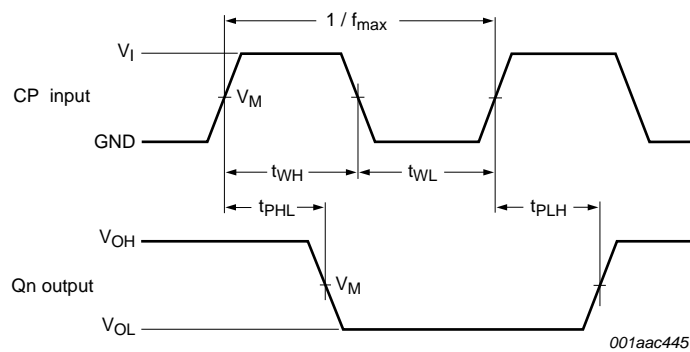 1 / fmax
VI
CP input
VM
GND
tWH
tWL
tPHL
tPLH
VOH
Qn output
VM
VOL
001aac445